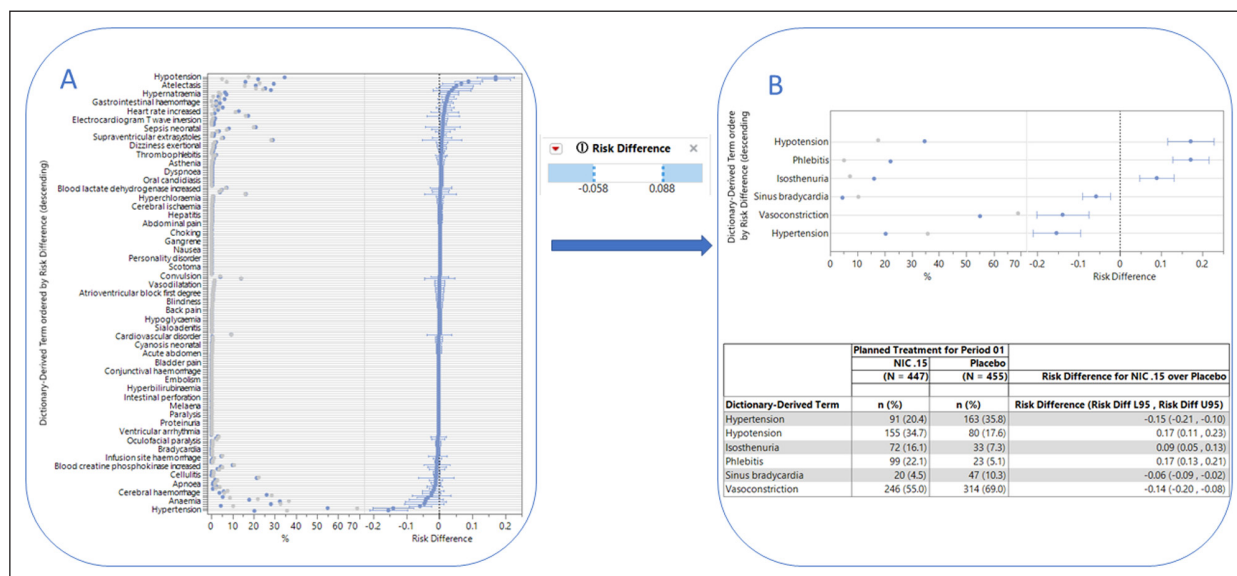 A
Dictionary-Derived Term ordered by Risk Difference (descending)
Hypotension
Atelectasis
Hypernatraemia
Gastrointestinal haemorrhage
Heart rate increased
Electrocardiogram T wave inversion
Sepsis neonatal
Supraventricular extrasystoles
Dizziness exertional
Thrombophlebitis
Asthenia
Dyspnoea
Oral candidiasis
Blood lactate dehydrogenase increased
Hyperchloraemia
Cerebral ischaemia
Hepatitis
Abdominal pain
Choking
Gangrene
Nausea
Personality disorder
Scotoma
Convulsion
Vasodilatation
Atrioventricular block first degree
Blindness
Back pain
Hypoglycaemia
Sialoadenitis
Cardiovascular disorder
Cyanosis neonatal
Acute abdomen
Bladder pain
Conjunctival haemorrhage
Embolism
Hyperbilirubinaemia
Intestinal perforation
Melaena
Paralysis
Proteinuria
Ventricular arrhythmia
Oculofacial paralysis
Bradycardia
Infusion site haemorrhage
Blood creatine phosphokinase increased
Cellulitis
Apnoea
Cerebral haemorrhage
Anaemia
Hypertension
0 10 20 30 40 50 60 70 -0.2 -0.1 0 0.1 0.2
% Risk Difference
Risk Difference
-0.058 0.088
B
Dictionary-Derived Term ordere
by Risk Difference (descending
Hypotension
Phlebitis
Isosthenuria
Sinus bradycardia
Vasoconstriction
Hypertension
0 10 20 30 40 50 60 70 -0.2 -0.1 0 0.1 0.2
% Risk Difference
Planned Treatment for Period 01
NIC .15 Placebo
(N = 447) (N = 455) Risk Difference for NIC .15 over Placebo
Dictionary-Derived Term n (%) n (%) Risk Difference (Risk Diff L95 , Risk Diff U95)
Hypertension 91 (20.4) 163 (35.8) -0.15 (-0.21 , -0.10)
Hypotension 155 (34.7) 80 (17.6) 0.17 (0.11 , 0.23)
Isosthenuria 72 (16.1) 33 (7.3) 0.09 (0.05 , 0.13)
Phlebitis 99 (22.1) 23 (5.1) 0.17 (0.13 , 0.21)
Sinus bradycardia 20 (4.5) 47 (10.3) -0.06 (-0.09 , -0.02)
Vasoconstriction 246 (55.0) 314 (69.0) -0.14 (-0.20 , -0.08)